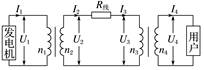 I₁ I₂ R线 I₃ I₄
发电机 U₁ n₁ n₂ U₂ U₃ n₃ n₄ U₄ 用户